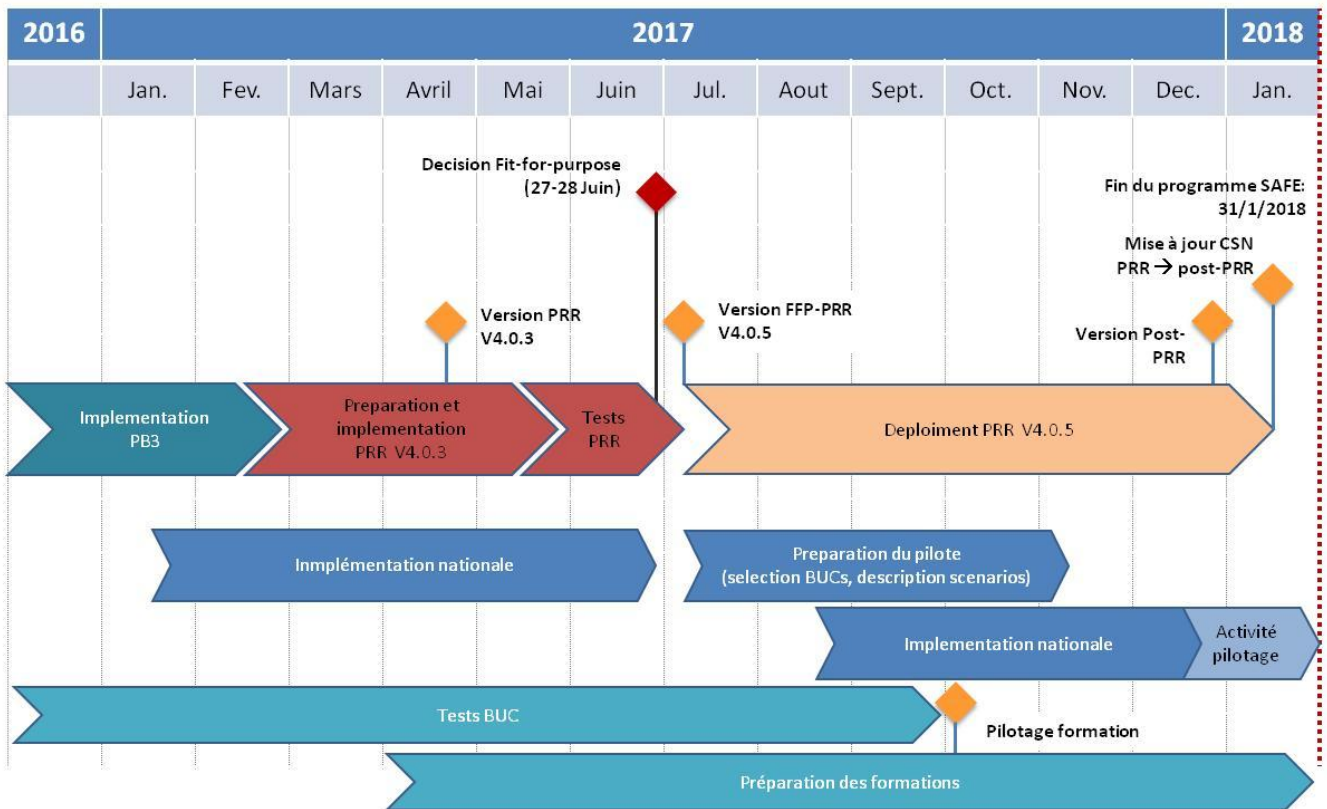 2016 2017 2018
Jan. Fev. Mars Avril Mai Juin Jul. Aout Sept. Oct. Nov. Dec. Jan.
Decision Fit-for-purpose
(27-28 Juin)
Fin du programme SAFE:
31/1/2018
Mise à jour CSN
PRR → post-PRR
Version PRR
V4.0.3
Version FFP-PRR
V4.0.5
Version Post-
PRR
Implementation
PB3
Preparation et
implementation
PRR V4.0.3
Tests
PRR
Deploiment PRR V4.0.5
Inmplémentation nationale
Preparation du pilote
(selection BUCs, description scenarios)
Implementation nationale
Activité
pilotage
Tests BUC
Pilotage formation
Préparation des formations